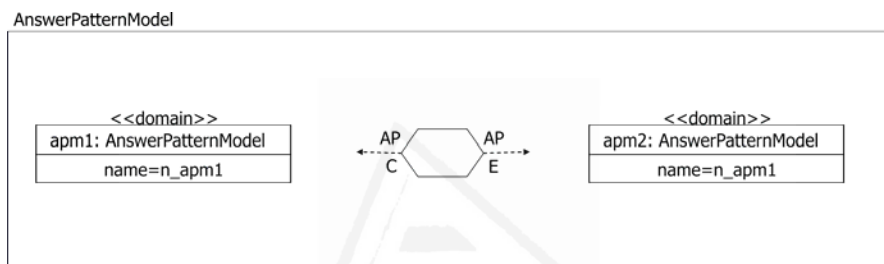 AnswerPatternModel
<<domain>>
apm1: AnswerPatternModel
name=n_apm1
AP AP
C E
<<domain>>
apm2: AnswerPatternModel
name=n_apm1